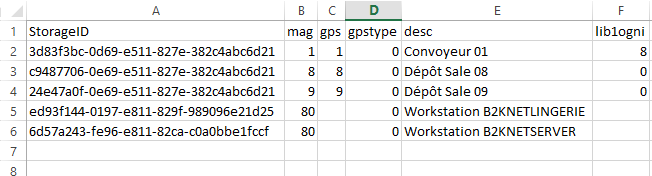 A B C D E F
1 StorageID mag gps gpstype desc lib1ogni
2 3d83f3bc-0d69-e511-827e-382c4abc6d21 1 1 0 Convoyeur 01 8
3 c9487706-0e69-e511-827e-382c4abc6d21 8 8 0 Dépôt Sale 08 0
4 24e47a0f-0e69-e511-827e-382c4abc6d21 9 9 0 Dépôt Sale 09 0
5 ed93f144-0197-e811-829f-989096e21d25 80 0 Workstation B2KNETLINGERIE
6 6d57a243-fe96-e811-82ca-c0a0bbe1fccf 80 0 Workstation B2KNETSERVER
7
8